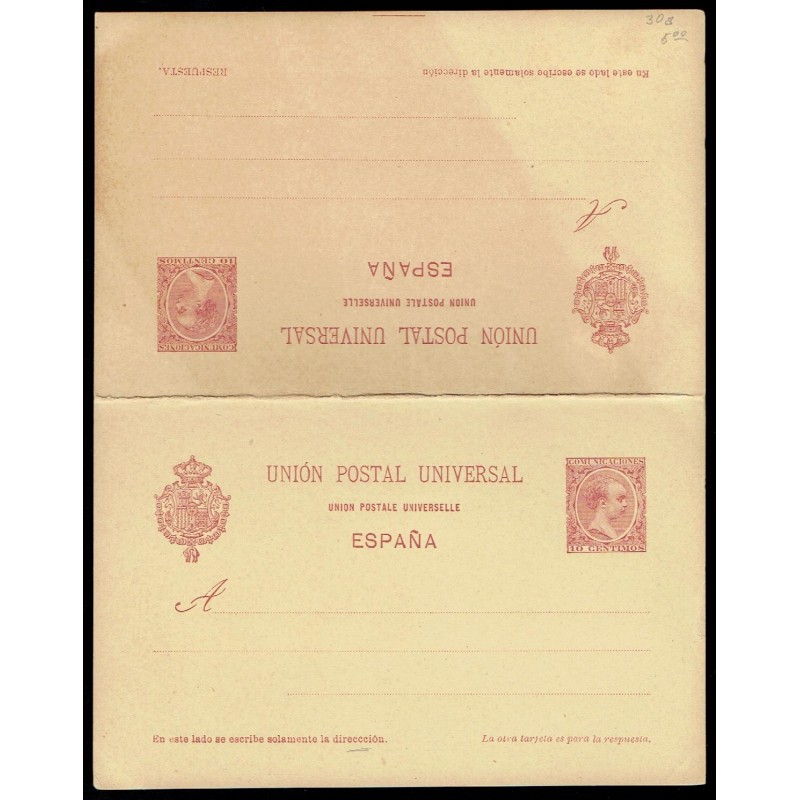 30a
5.00
En este lado se escribe solamente la dirección
RESPUESTA.
A
ESPAÑA
UNION POSTALE UNIVERSELLE
UNIÓN POSTAL UNIVERSAL
10 CENTIMOS
COMUNICACIONES
UNIÓN POSTAL UNIVERSAL
UNION POSTALE UNIVERSELLE
ESPAÑA
COMUNICACIONES
10 CENTIMOS
A
En este lado se escribe solamente la direccción.
La otra tarjeta es para la respuesta.